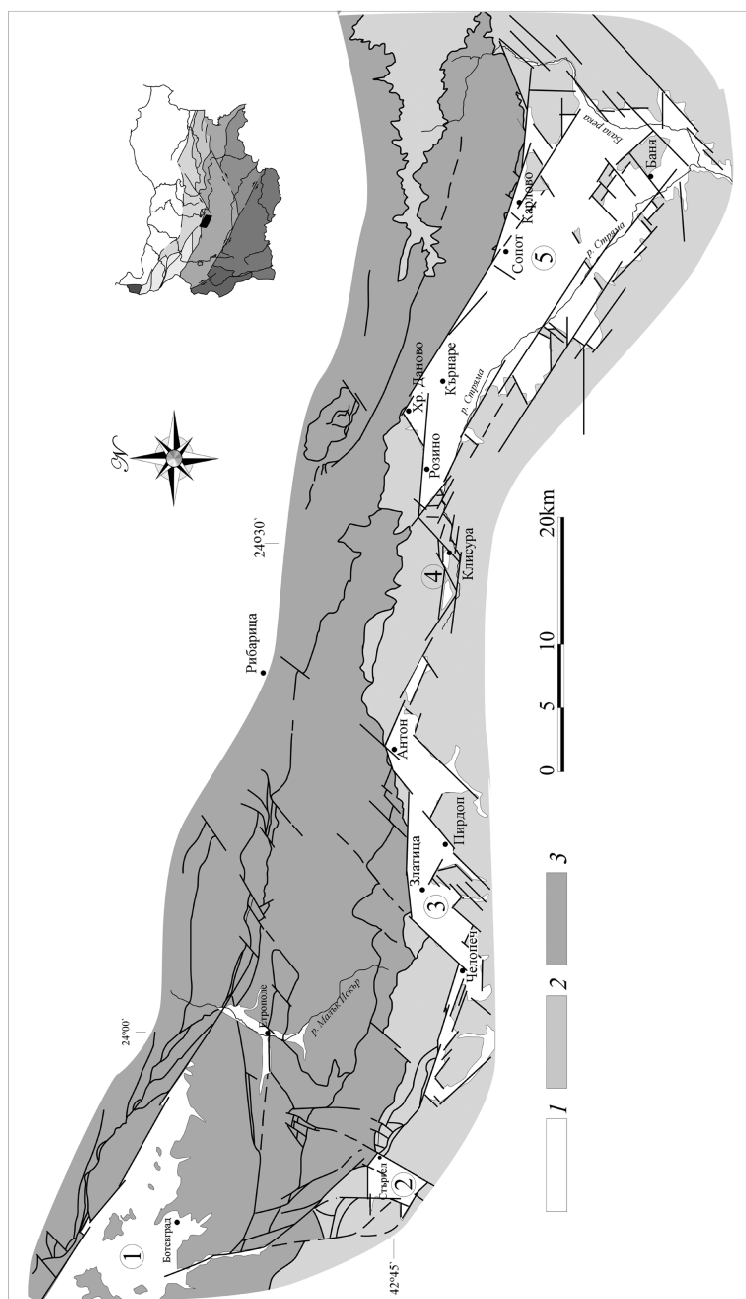 N
24°30`
24°00`
42°45`
Рибарица
Етрополе
р. Малък Искър
Ботевград
1
Стъргел
2
Челопеч
Златица
3
Пирдоп
Антон
Клисура
4
Розино
Хр. Даново
Кърнаре
р. Стряма
Сопот
Карлово
5
р. Стряма
Бяла река
Баня
0 5 10 20km
1 2 3